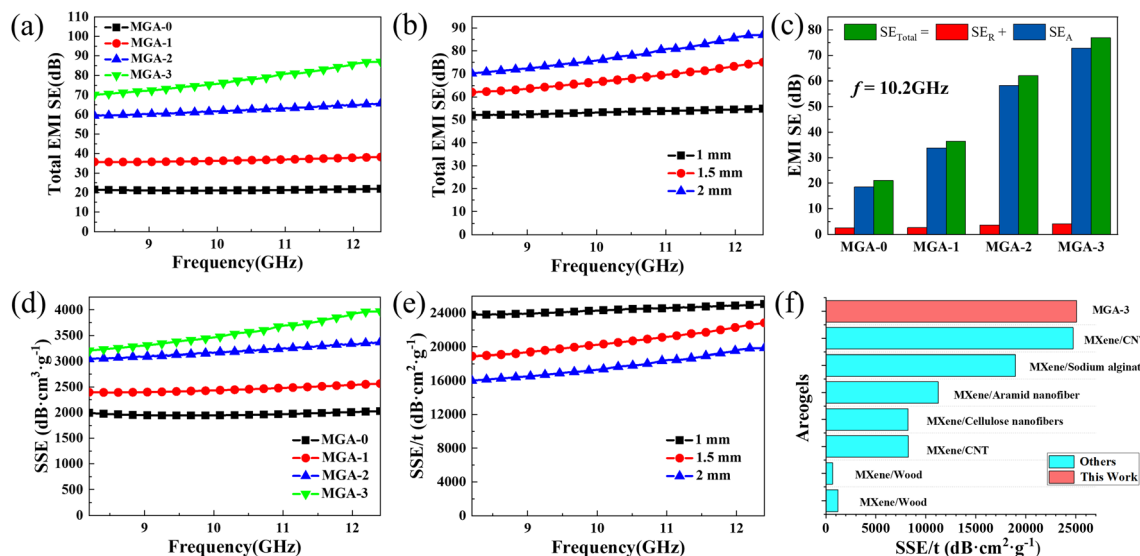 (a)
Total EMI SE(dB)
110
100
90
80
70
60
50
40
30
20
10
0
MGA-0
MGA-1
MGA-2
MGA-3
9 10 11 12
Frequency(GHz)
(b)
Total EMI SE(dB)
90
80
70
60
50
40
30
20
10
0
1 mm
1.5 mm
2 mm
9 10 11 12
Frequency(GHz)
(c)
EMI SE (dB)
80
70
60
50
40
30
20
10
0
SETotal = SER + SEA
f = 10.2GHz
MGA-0 MGA-1 MGA-2 MGA-3
(d)
SSE (dB·cm³·g⁻¹)
4000
3500
3000
2500
2000
1500
1000
500
0
MGA-0
MGA-1
MGA-2
MGA-3
9 10 11 12
Frequency(GHz)
(e)
SSE/t (dB·cm²·g⁻¹)
24000
20000
16000
12000
8000
4000
0
1 mm
1.5 mm
2 mm
9 10 11 12
Frequency(GHz)
(f)
Areogels
MGA-3
MXene/CNT
MXene/Sodium alginat
MXene/Aramid nanofiber
MXene/Cellulose nanofibers
MXene/CNT
MXene/Wood
MXene/Wood
Others
This Work
0 5000 10000 15000 20000 25000
SSE/t (dB·cm²·g⁻¹)